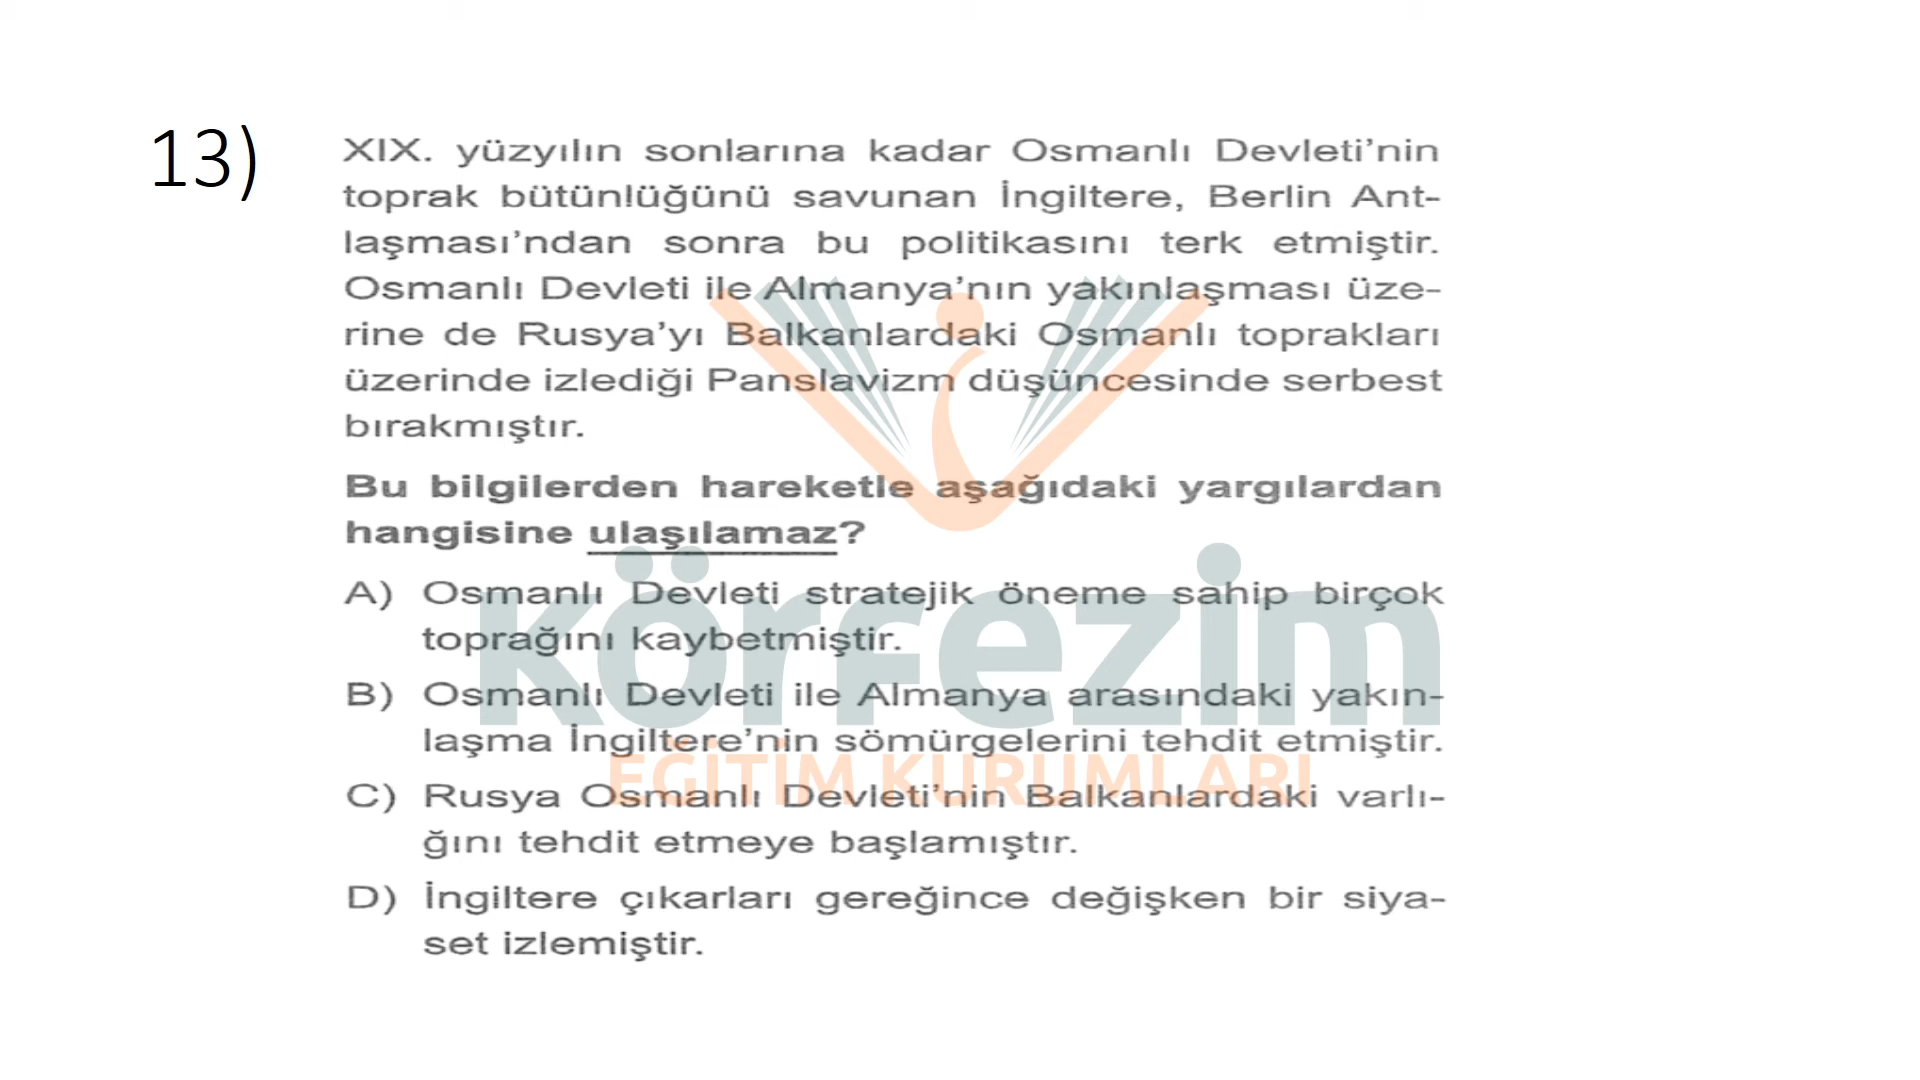 13)
XIX. yüzyılın sonlarına kadar Osmanlı Devleti’nin
toprak bütünlüğünü savunan İngiltere, Berlin Ant-
laşması’ndan sonra bu politikasını terk etmiştir.
Osmanlı Devleti ile Almanya’nın yakınlaşması üze-
rine de Rusya’yı Balkanlardaki Osmanlı toprakları
üzerinde izlediği Panslavizm düşüncesinde serbest
bırakmıştır.
Bu bilgilerden hareketle aşağıdaki yargılardan
hangisine ulaşılamaz?
A) Osmanlı Devleti stratejik öneme sahip birçok
toprağını kaybetmiştir.
B) Osmanlı Devleti ile Almanya arasındaki yakın-
laşma İngiltere’nin sömürgelerini tehdit etmiştir.
C) Rusya Osmanlı Devleti’nin Balkanlardaki varlı-
ğını tehdit etmeye başlamıştır.
D) İngiltere çıkarları gereğince değişken bir siya-
set izlemiştir.
körfezim
EĞİTİM KURUMLARI